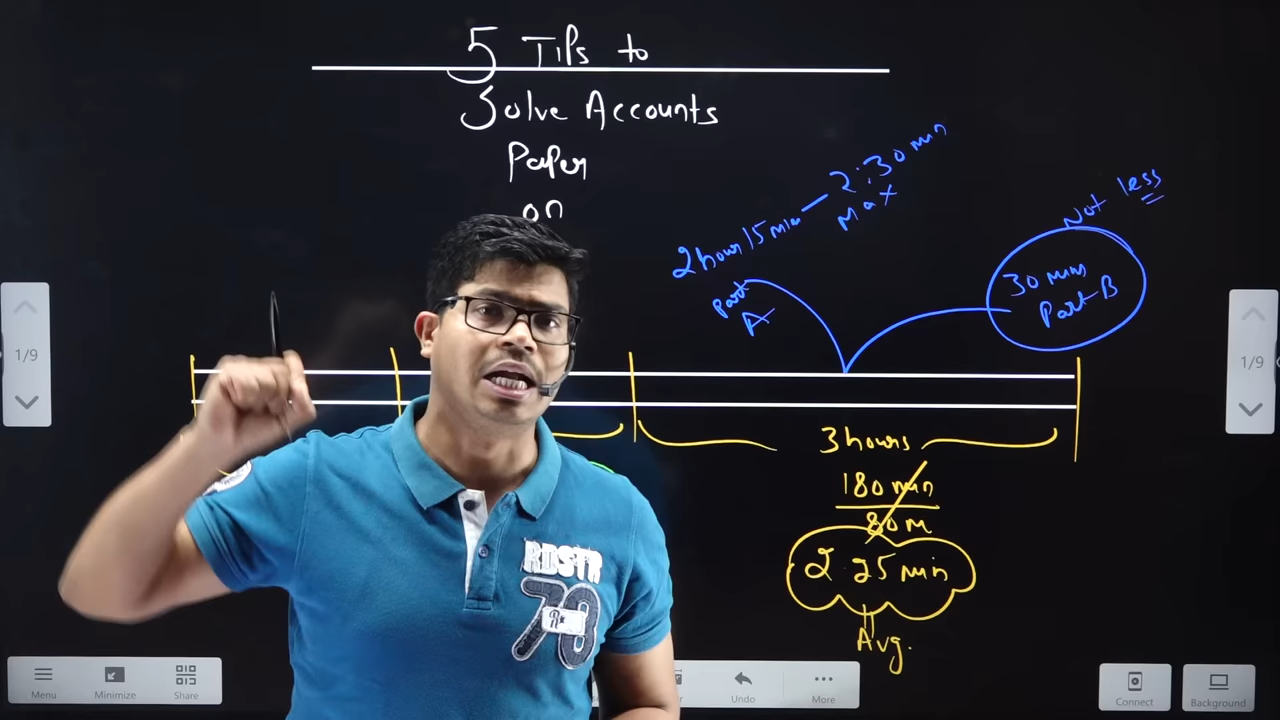 5 Tips to
Solve Accounts
Paper
on
2 hour 15 min — 2:30 min
Max
Part
A
Not less
30 min
Part B
1/9
1/9
3 hours
180 min
80 M
2.25 min
Avg.
RDSTR
70
Menu
Minimize
Share
Undo
More
Connect
Background